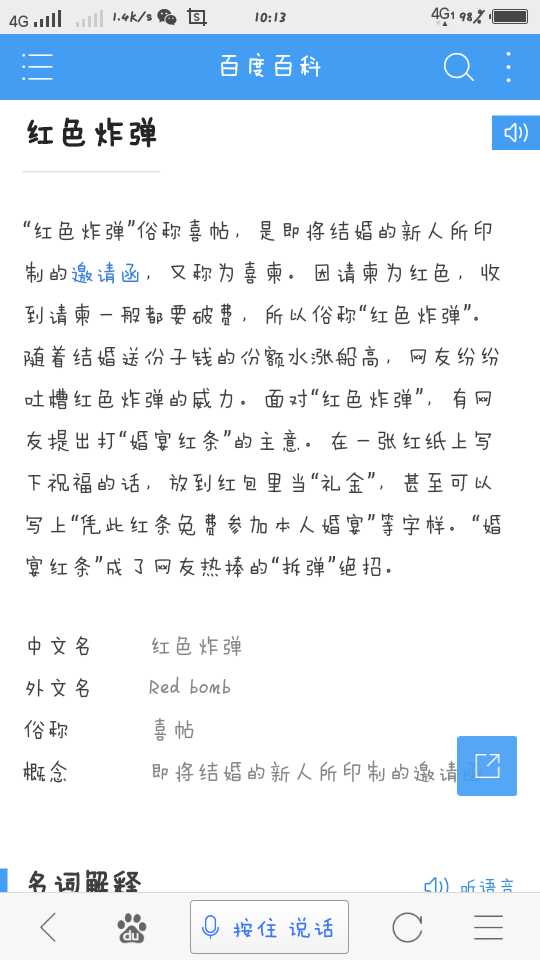 4G 1.4k/s S 10:13 4G 1 98%
百度百科
红色炸弹
“红色炸弹”俗称喜帖，是即将结婚的新人所印
制的邀请函，又称为喜柬。因请柬为红色，收
到请柬一般都要破费，所以俗称“红色炸弹”。
随着结婚送份子钱的份额水涨船高，网友纷纷
吐槽红色炸弹的威力。面对“红色炸弹”，有网
友提出打“婚宴红条”的主意。在一张红纸上写
下祝福的话，放到红包里当“礼金”，甚至可以
写上“凭此红条免费参加本人婚宴”等字样。“婚
宴红条”成了网友热捧的“拆弹”绝招。
中文名 红色炸弹
外文名 Red bomb
俗称 喜帖
概念 即将结婚的新人所印制的邀请函
名词解释 听语音
du 按住 说话